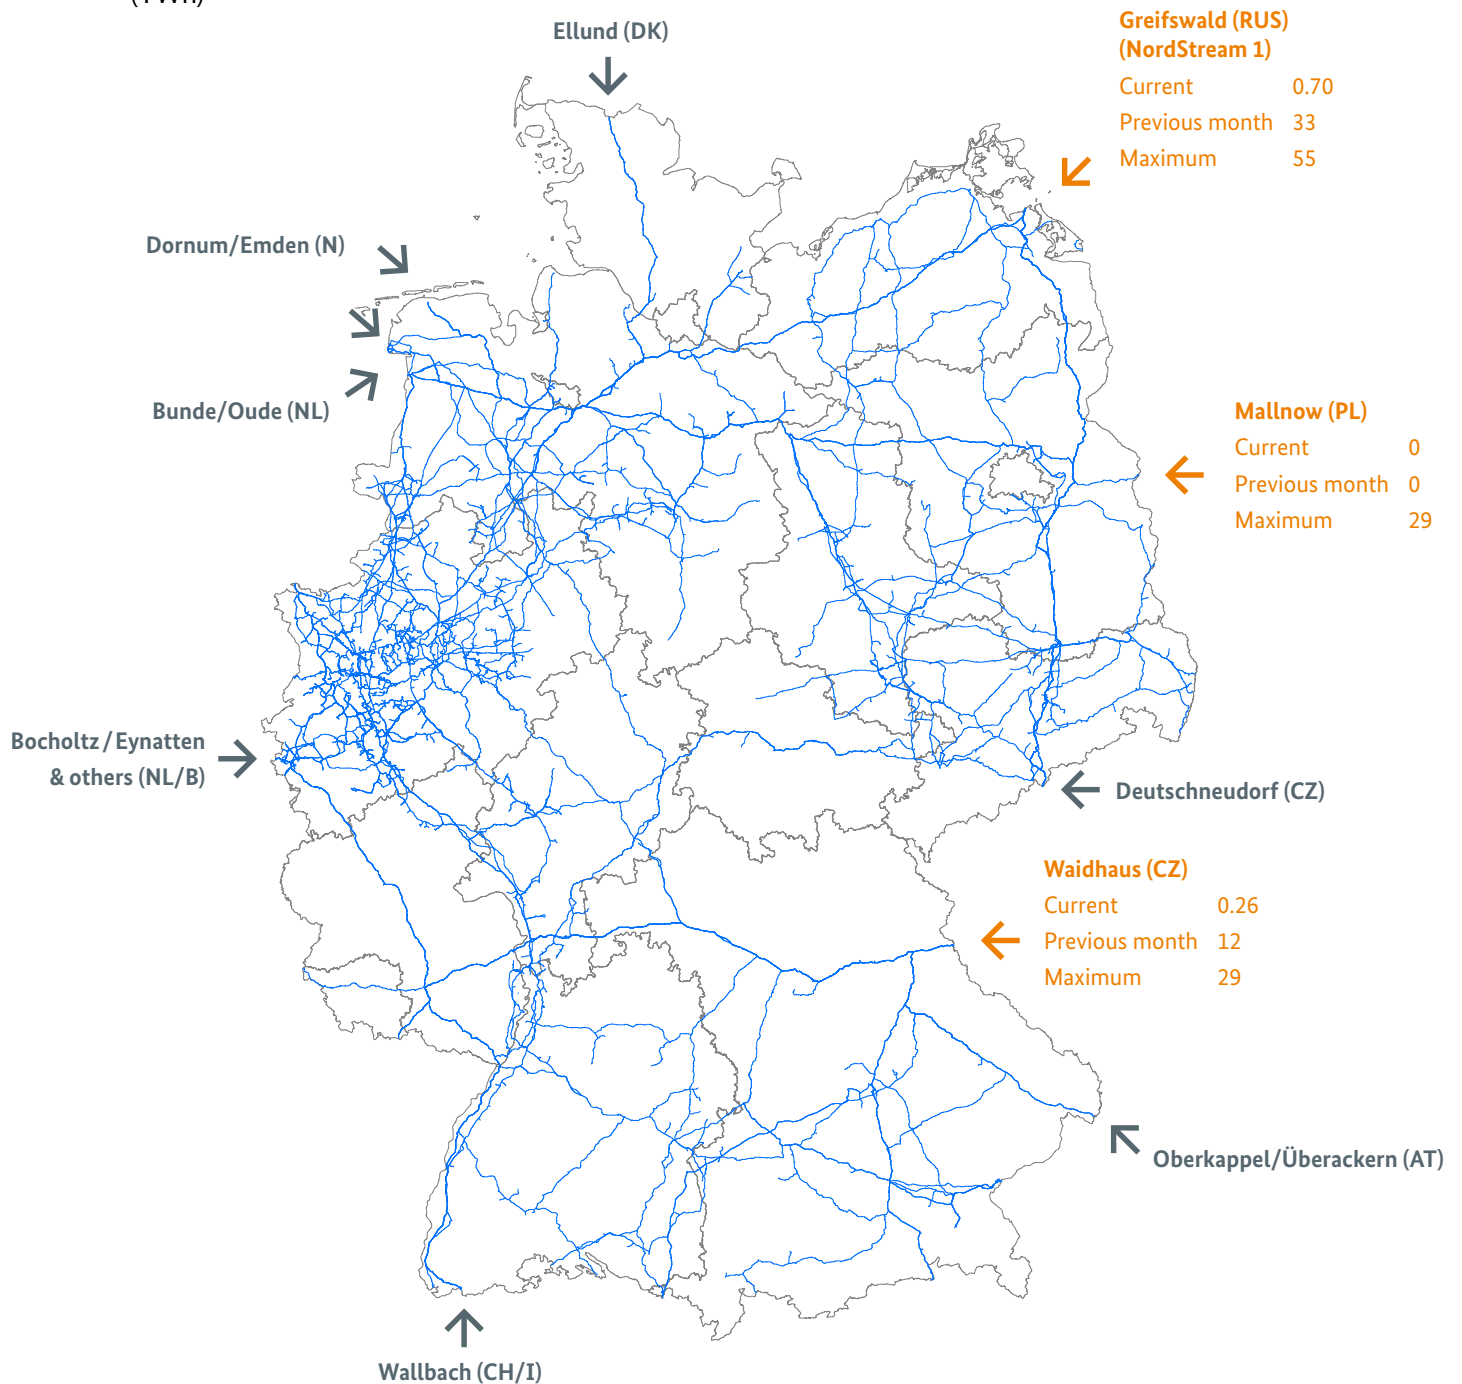 (TWh)
Ellund (DK)
Greifswald (RUS)
(NordStream 1)
Current 0.70
Previous month 33
Maximum 55
Dornum/Emden (N)
Bunde/Oude (NL)
Mallnow (PL)
Current 0
Previous month 0
Maximum 29
Bocholtz / Eynatten
& others (NL/B)
Deutschneudorf (CZ)
Waidhaus (CZ)
Current 0.26
Previous month 12
Maximum 29
Oberkappel/Überackern (AT)
Wallbach (CH/I)